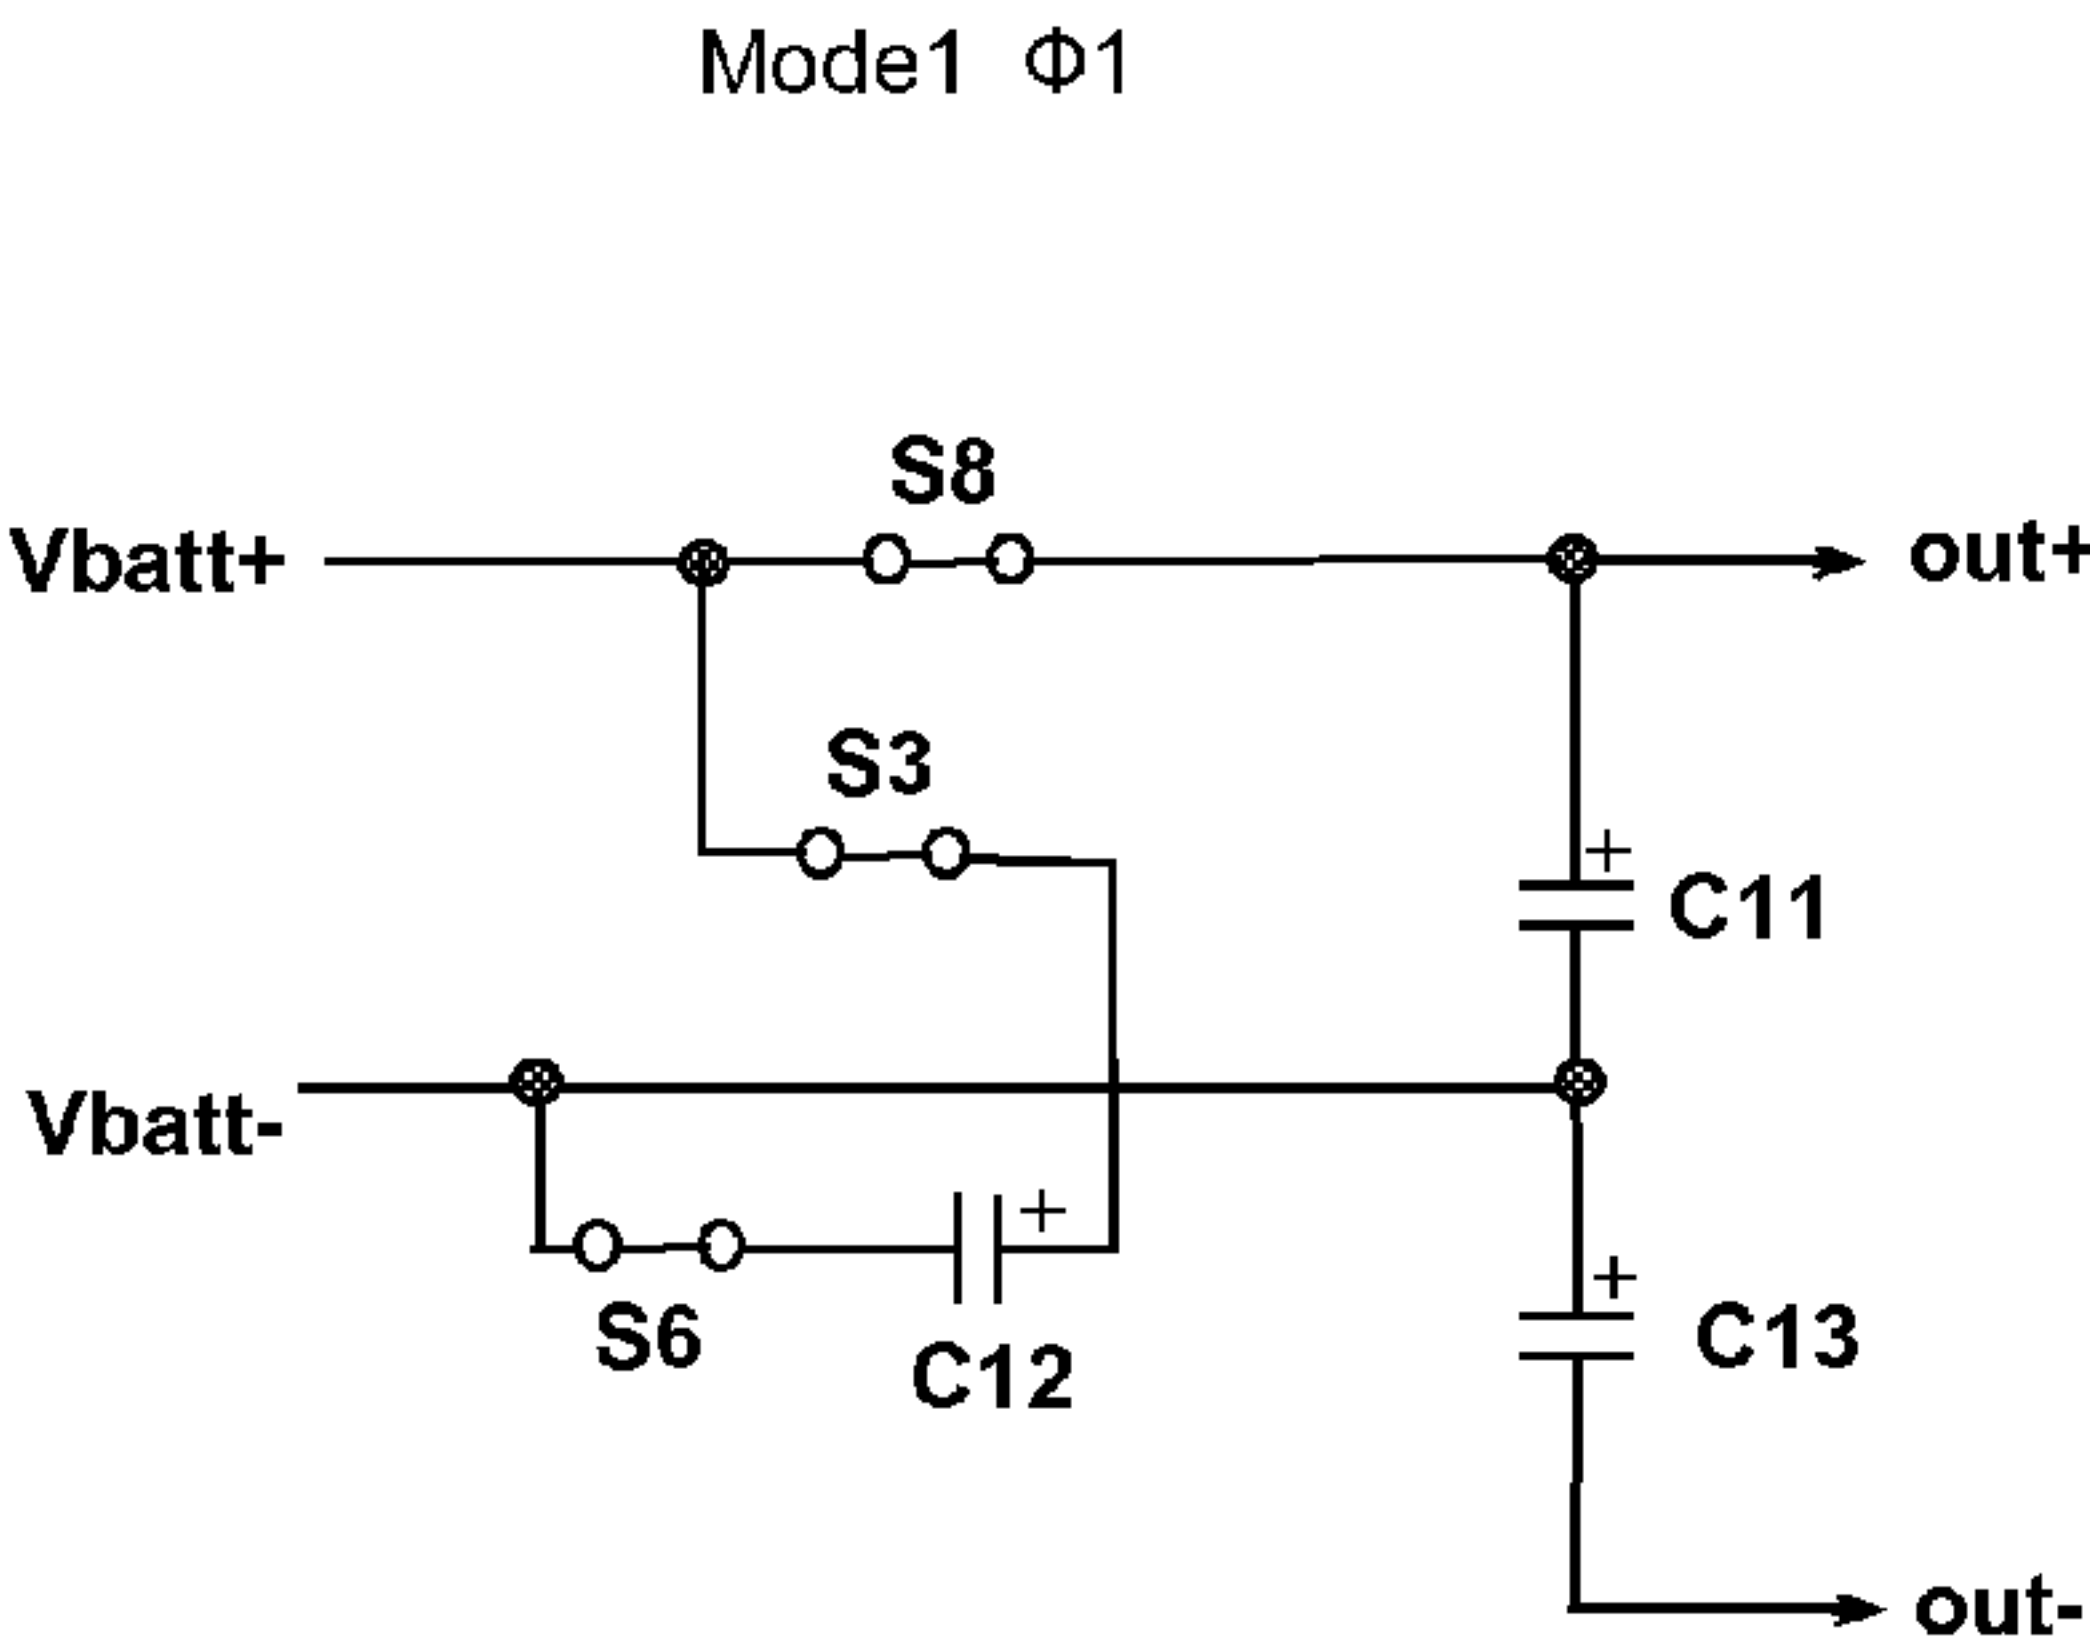 Mode1 Φ1
S8
Vbatt+
out+
S3
+
C11
Vbatt-
+
+
S6
C12
C13
out-